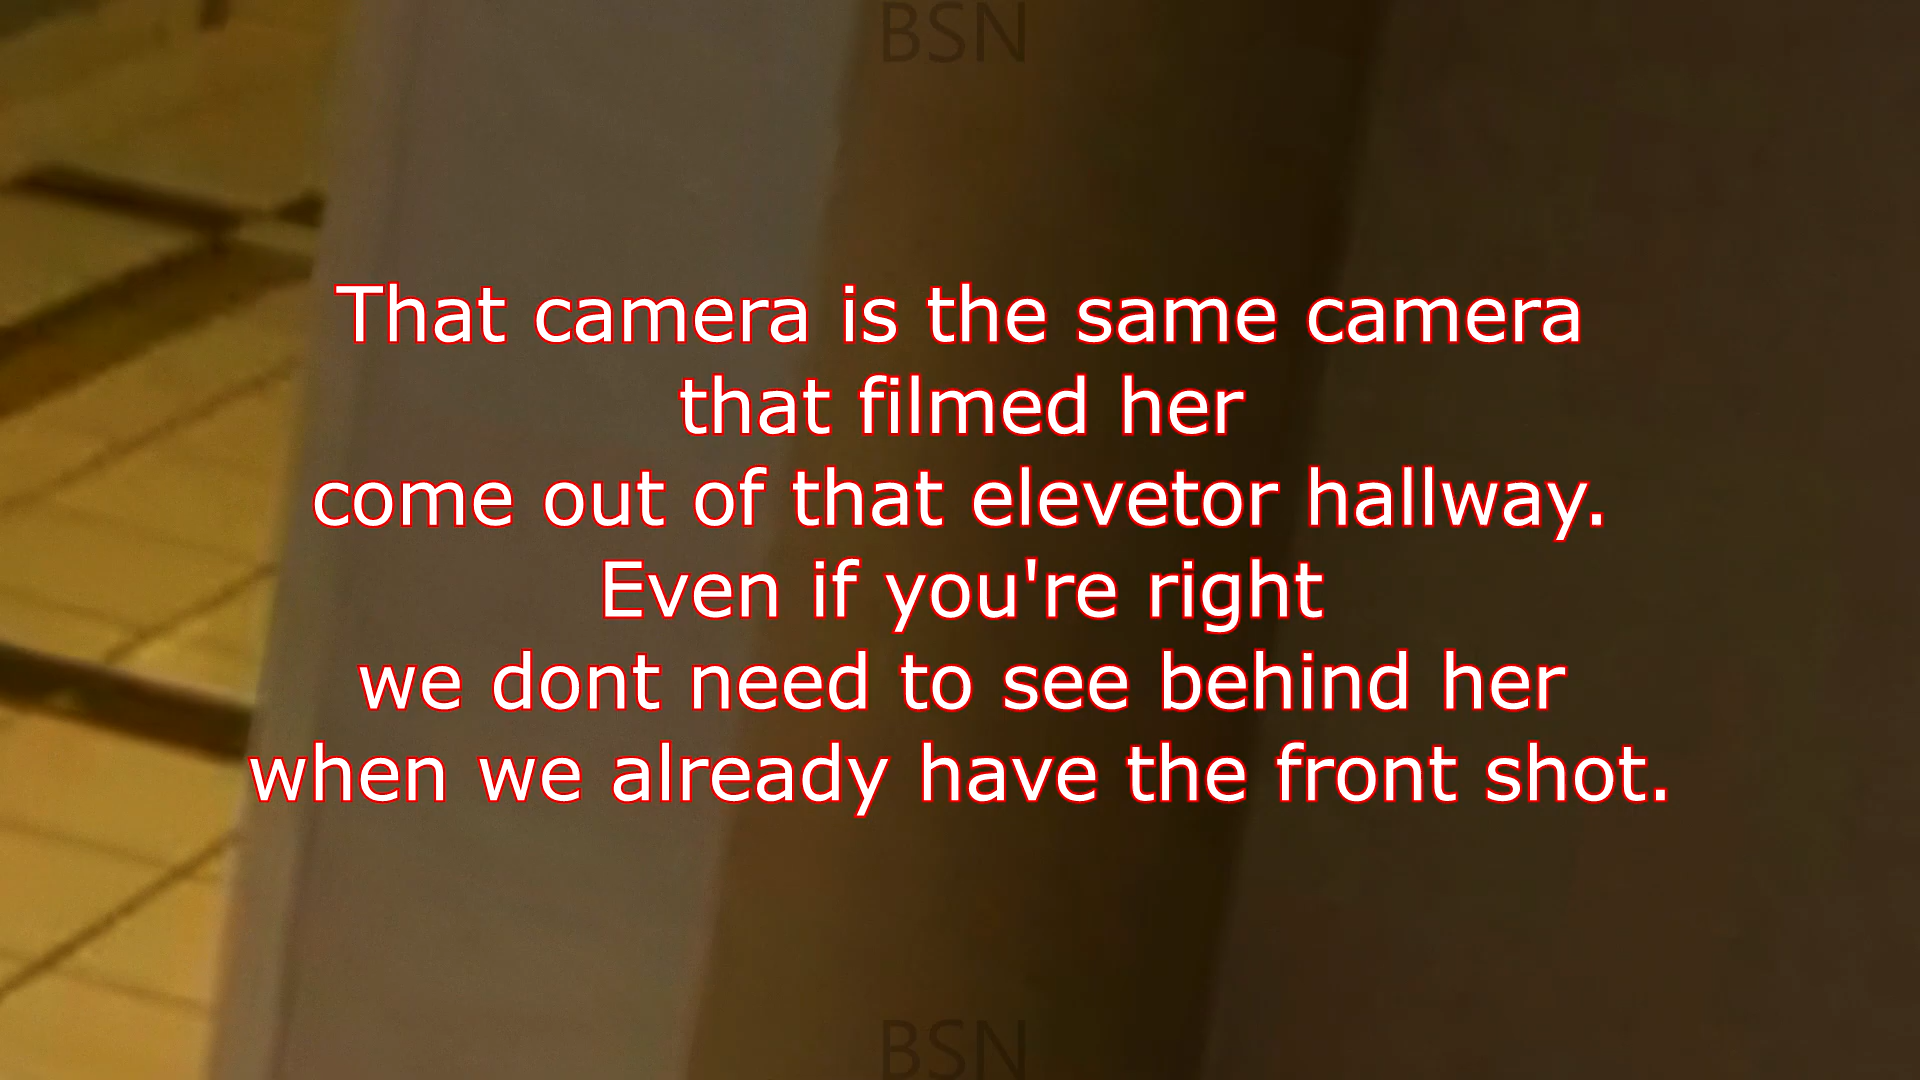 BSN
That camera is the same camera
that filmed her
come out of that elevetor hallway.
Even if you're right
we dont need to see behind her
when we already have the front shot.
BSN